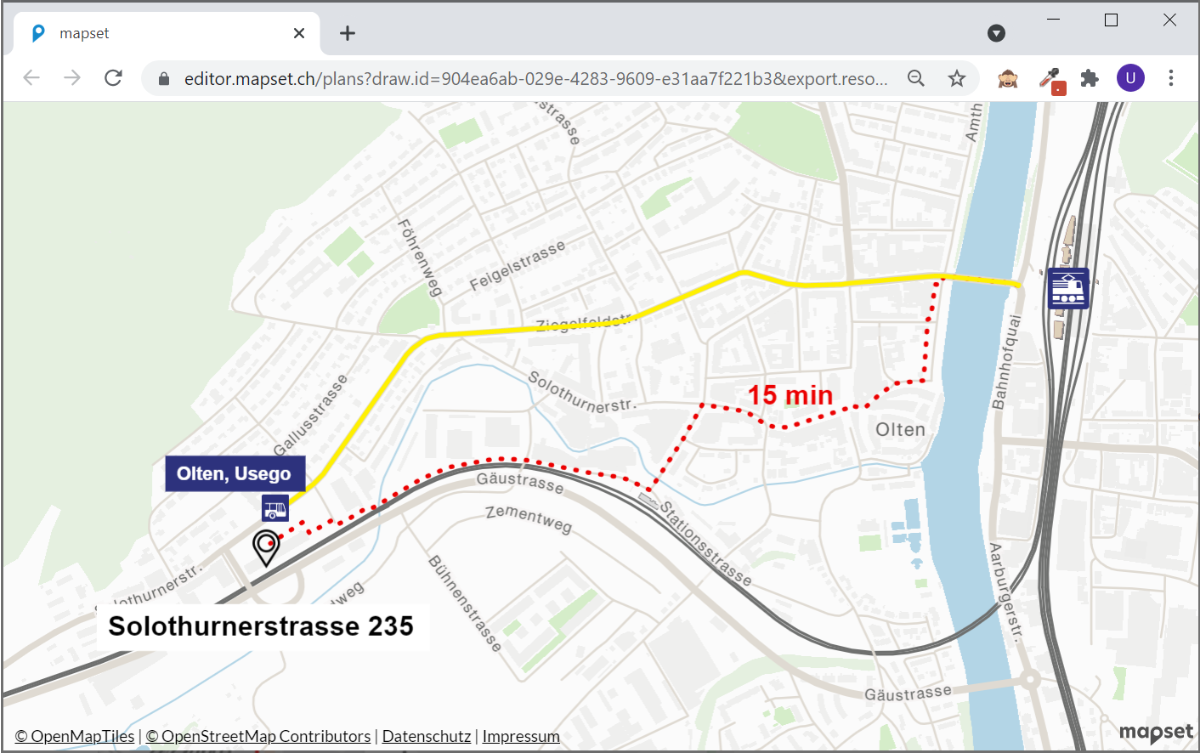 mapset
editor.mapset.ch/plans?draw.id=904ea6ab-029e-4283-9609-e31aa7f221b3&export.reso...
U
Amth
strasse
Föhrenweg
Feigelstrasse
Ziegelfeldstr.
Bahnhofquai
Solothurnerstr.
15 min
Gallusstrasse
Olten
Olten, Usego
Gäustrasse
Zementweg
Stationsstrasse
Bühnenstrasse
Aarburgerstr.
lothurnerstr.
weg
Solothurnerstrasse 235
Gäustrasse
© OpenMapTiles | © OpenStreetMap Contributors | Datenschutz | Impressum
mapset